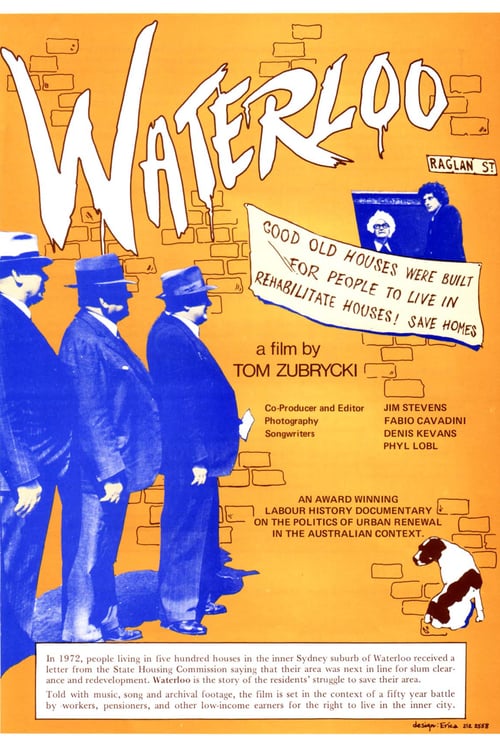 WATERLOO
RAGLAN ST
GOOD OLD HOUSES WERE BUILT
FOR PEOPLE TO LIVE IN
REHABILITATE HOUSES! SAVE HOMES
a film by
TOM ZUBRYCKI
Co-Producer and Editor JIM STEVENS
Photography FABIO CAVADINI
Songwriters DENIS KEVANS
PHYL LOBL
AN AWARD WINNING
LABOUR HISTORY DOCUMENTARY
ON THE POLITICS OF URBAN RENEWAL
IN THE AUSTRALIAN CONTEXT.
In 1972, people living in five hundred houses in the inner Sydney suburb of Waterloo received a
letter from the State Housing Commission saying that their area was next in line for slum clear-
ance and redevelopment. Waterloo is the story of the residents' struggle to save their area.
Told with music, song and archival footage, the film is set in the context of a fifty year battle
by workers, pensioners, and other low-income earners for the right to live in the inner city.
design: Erica 212 2558